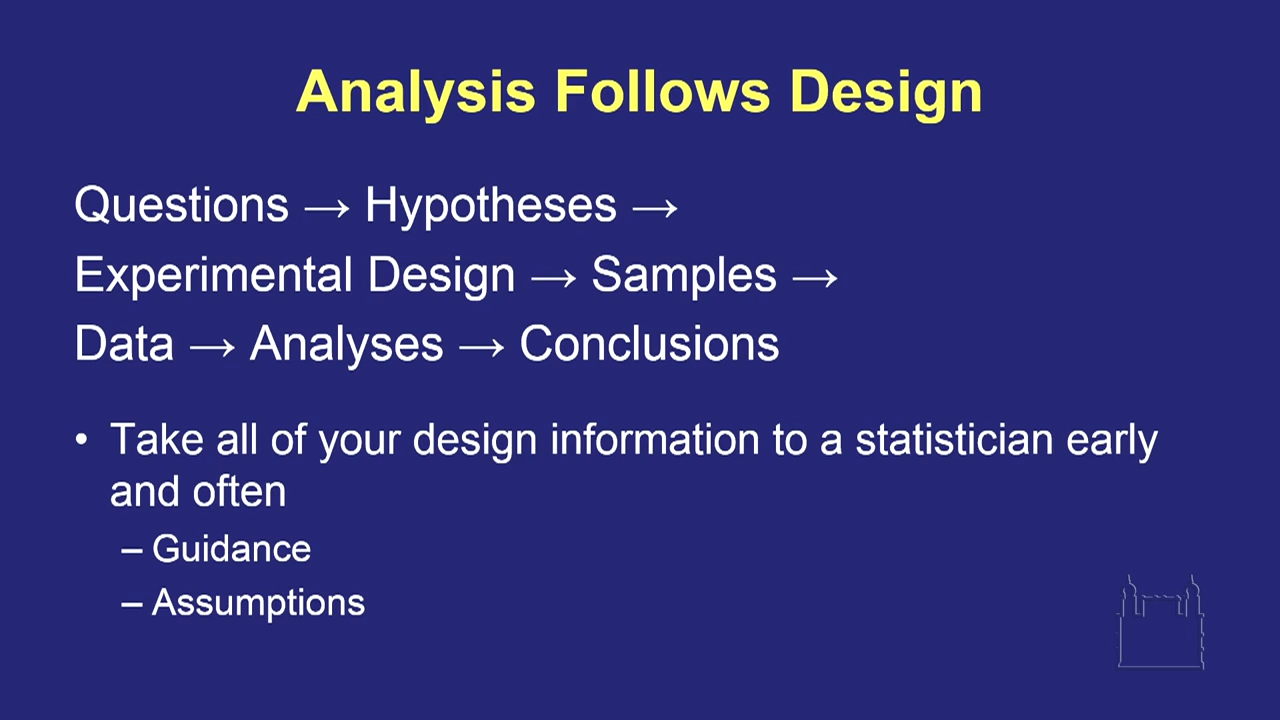 Analysis Follows Design
Questions → Hypotheses →
Experimental Design → Samples →
Data → Analyses → Conclusions
• Take all of your design information to a statistician early
and often
– Guidance
– Assumptions